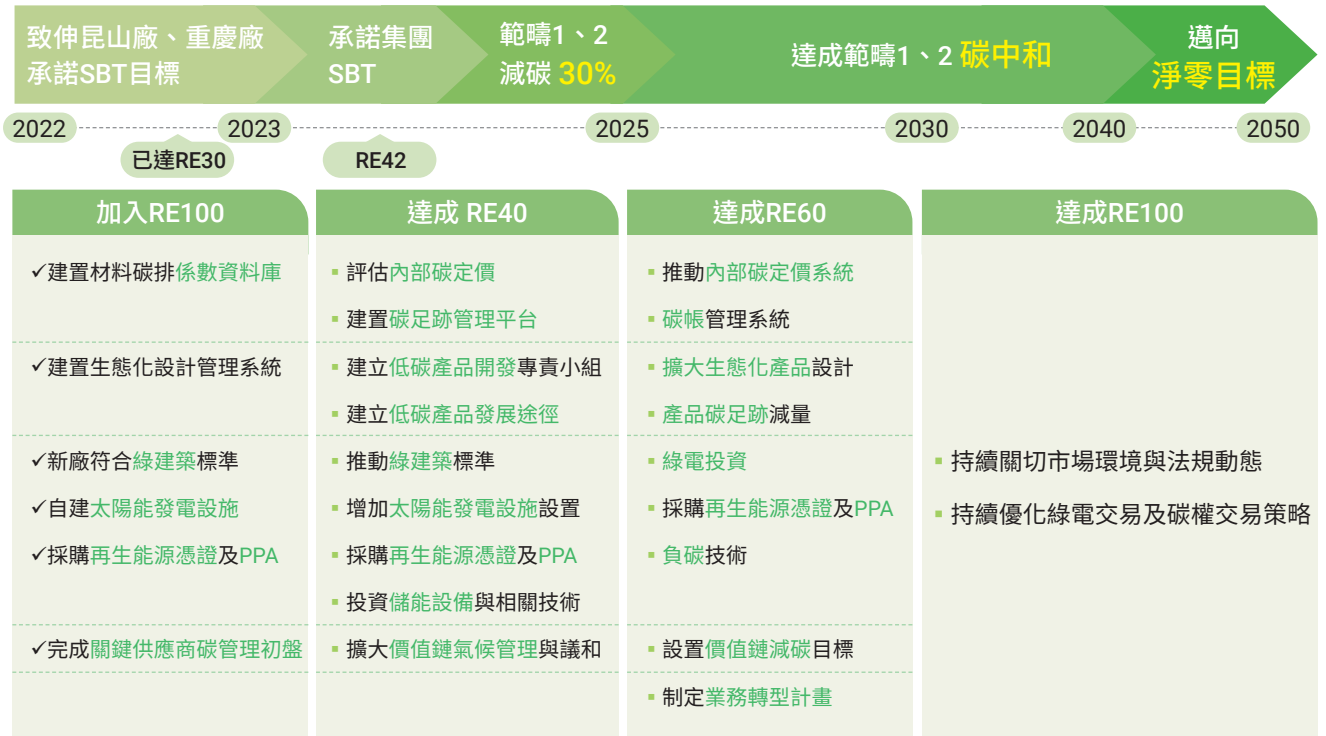 致伸昆山廠、重慶廠
承諾SBT目標
承諾集團
SBT
範疇1、2
減碳 30%
達成範疇1、2 碳中和
邁向
淨零目標
2022
2023
2025
2030
2040
2050
已達RE30
RE42
加入RE100
✓建置材料碳排係數資料庫
✓建置生態化設計管理系統
✓新廠符合綠建築標準
✓自建太陽能發電設施
✓採購再生能源憑證及PPA
✓完成關鍵供應商碳管理初盤
達成 RE40
▪ 評估內部碳定價
▪ 建置碳足跡管理平台
▪ 建立低碳產品開發專責小組
▪ 建立低碳產品發展途徑
▪ 推動綠建築標準
▪ 增加太陽能發電設施設置
▪ 採購再生能源憑證及PPA
▪ 投資儲能設備與相關技術
▪ 擴大價值鏈氣候管理與議和
達成RE60
▪ 推動內部碳定價系統
▪ 碳帳管理系統
▪ 擴大生態化產品設計
▪ 產品碳足跡減量
▪ 綠電投資
▪ 採購再生能源憑證及PPA
▪ 負碳技術
▪ 設置價值鏈減碳目標
▪ 制定業務轉型計畫
達成RE100
▪ 持續關切市場環境與法規動態
▪ 持續優化綠電交易及碳權交易策略